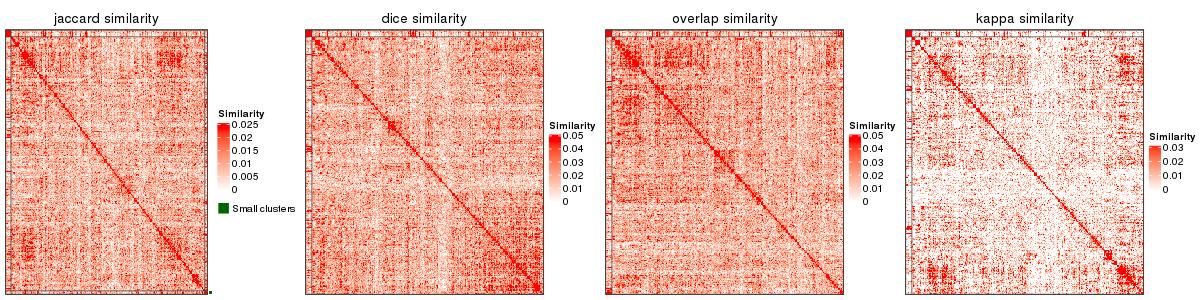 jaccard similarity
Similarity
0.025
0.02
0.015
0.01
0.005
0
Small clusters
dice similarity
Similarity
0.05
0.04
0.03
0.02
0.01
0
overlap similarity
Similarity
0.05
0.04
0.03
0.02
0.01
0
kappa similarity
Similarity
0.03
0.02
0.01
0